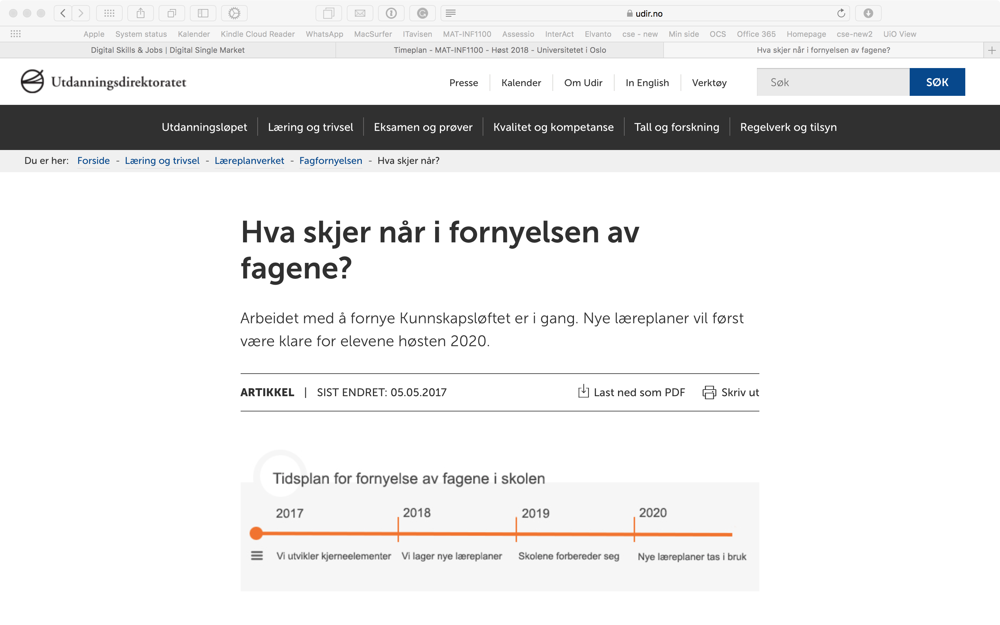 udir.no
Apple System status Kalender Kindle Cloud Reader WhatsApp MacSurfer ITavisen MAT-INF1100 Assessio InterAct Elvanto cse - new Min side OCS Office 365 Homepage cse-new2 UiO View
Digital Skills & Jobs | Digital Single Market Timeplan - MAT-INF1100 - Høst 2018 - Universitetet i Oslo Hva skjer når i fornyelsen av fagene?
Utdanningsdirektoratet Presse Kalender Om Udir In English Verktøy Søk SØK
Utdanningsløpet Læring og trivsel Eksamen og prøver Kvalitet og kompetanse Tall og forskning Regelverk og tilsyn
Du er her: Forside - Læring og trivsel - Læreplanverket - Fagfornyelsen - Hva skjer når?
Hva skjer når i fornyelsen av
fagene?
Arbeidet med å fornye Kunnskapsløftet er i gang. Nye læreplaner vil først
være klare for elevene høsten 2020.
ARTIKKEL | SIST ENDRET: 05.05.2017 Last ned som PDF Skriv ut
Tidsplan for fornyelse av fagene i skolen
2017 2018 2019 2020
Vi utvikler kjerneelementer Vi lager nye læreplaner Skolene forbereder seg Nye læreplaner tas i bruk